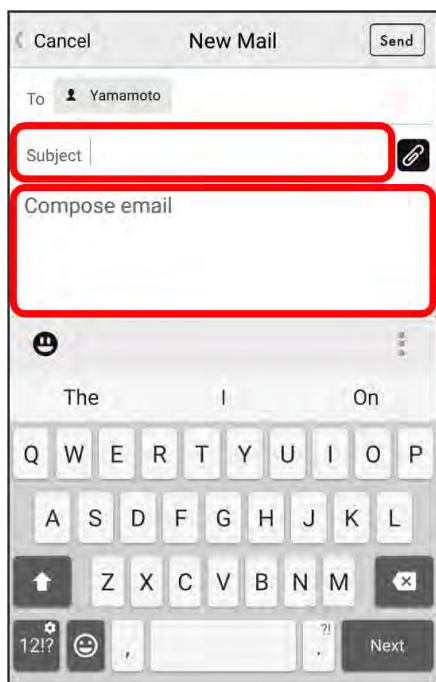 Cancel New Mail Send
To Yamamoto
Subject
Compose email
The I On
Q W E R T Y U I O P
A S D F G H J K L
Z X C V B N M
12!? , ?! . Next